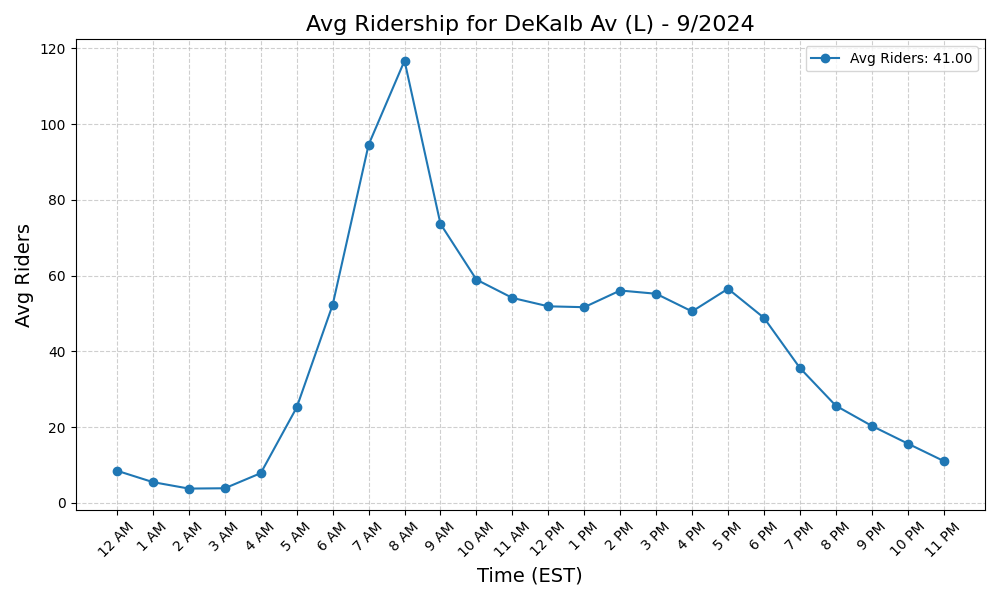 Avg Ridership for DeKalb Av (L) - 9/2024
Avg Riders: 41.00
Avg Riders
120
100
80
60
40
20
0
12 AM
1 AM
2 AM
3 AM
4 AM
5 AM
6 AM
7 AM
8 AM
9 AM
10 AM
11 AM
12 PM
1 PM
2 PM
3 PM
4 PM
5 PM
6 PM
7 PM
8 PM
9 PM
10 PM
11 PM
Time (EST)